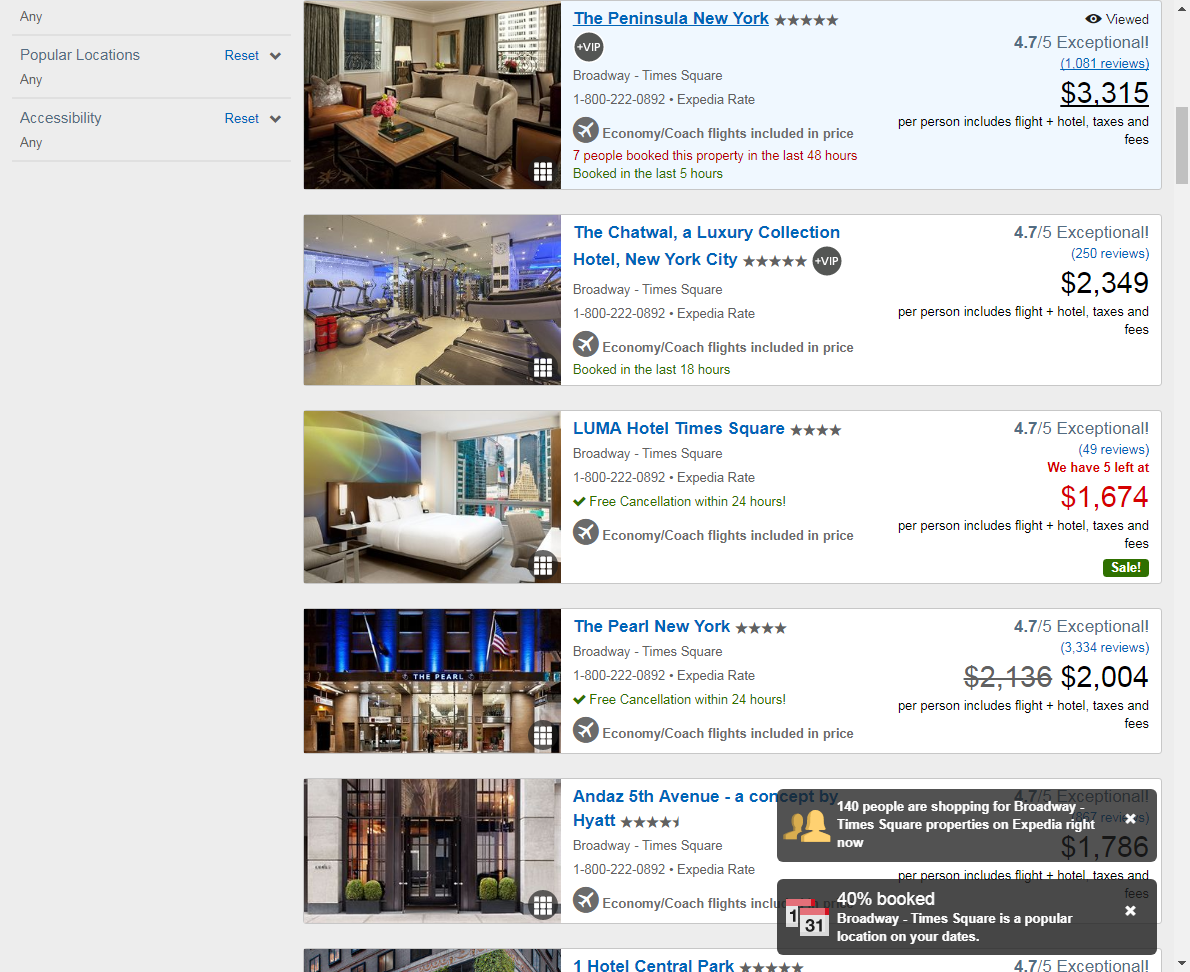 Any
Popular Locations Reset
Any
Accessibility Reset
Any
The Peninsula New York
Viewed
+VIP
4.7/5 Exceptional!
(1,081 reviews)
Broadway - Times Square
$3,315
1-800-222-0892 • Expedia Rate
per person includes flight + hotel, taxes and
fees
Economy/Coach flights included in price
7 people booked this property in the last 48 hours
Booked in the last 5 hours
The Chatwal, a Luxury Collection
Hotel, New York City +VIP
4.7/5 Exceptional!
(250 reviews)
$2,349
Broadway - Times Square
1-800-222-0892 • Expedia Rate
per person includes flight + hotel, taxes and
fees
Economy/Coach flights included in price
Booked in the last 18 hours
LUMA Hotel Times Square
4.7/5 Exceptional!
(49 reviews)
Broadway - Times Square
We have 5 left at
1-800-222-0892 • Expedia Rate
$1,674
Free Cancellation within 24 hours!
per person includes flight + hotel, taxes and
fees
Economy/Coach flights included in price
Sale!
THE PEARL
The Pearl New York
4.7/5 Exceptional!
(3,334 reviews)
Broadway - Times Square
$2,136 $2,004
1-800-222-0892 • Expedia Rate
Free Cancellation within 24 hours!
per person includes flight + hotel, taxes and
fees
Economy/Coach flights included in price
Andaz 5th Avenue - a concept by
Hyatt
4.7/5 Exceptional!
reviews)
$1,786
Broadway - Times Square
1-800-222-0892 • Expedia Rate
per person includes flight + hotel, taxes and
fees
Economy/Coach flights included in price
140 people are shopping for Broadway -
Times Square properties on Expedia right
now
1
31
40% booked
Broadway - Times Square is a popular
location on your dates.
1 Hotel Central Park
4.7/5 Exceptional!